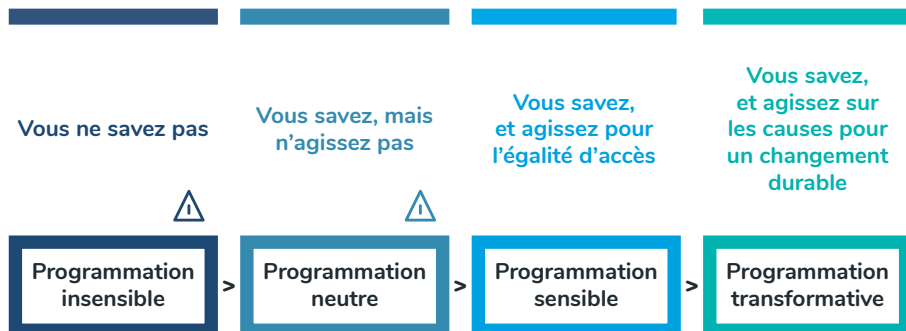 Vous ne savez pas
Vous savez, mais
n'agissez pas
Vous savez,
et agissez pour
l'égalité d'accès
Vous savez,
et agissez sur
les causes pour
un changement
durable
Programmation
insensible
>
Programmation
neutre
>
Programmation
sensible
>
Programmation
transformative